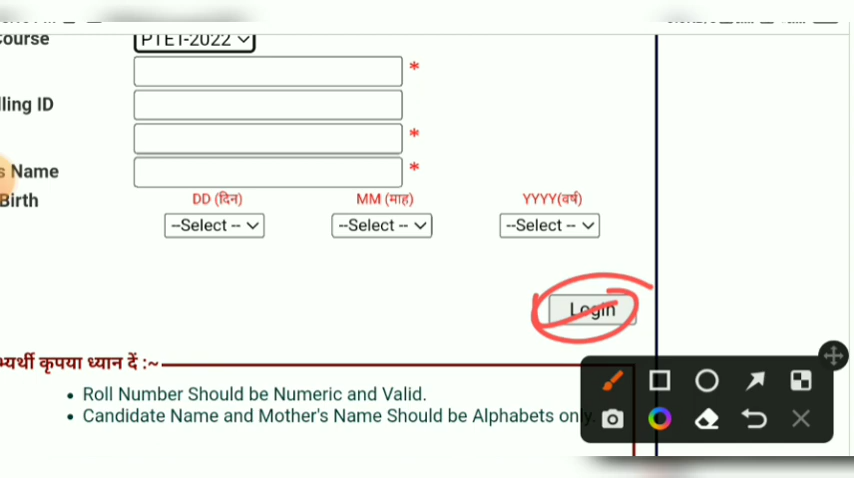 PTET-2022
*
lling ID
*
s Name *
Birth DD (दिन) MM (माह) YYYY(वर्ष)
--Select -- --Select -- --Select --
Login
भ्यर्थी कृपया ध्यान दें :~
• Roll Number Should be Numeric and Valid.
• Candidate Name and Mother's Name Should be Alphabets only.